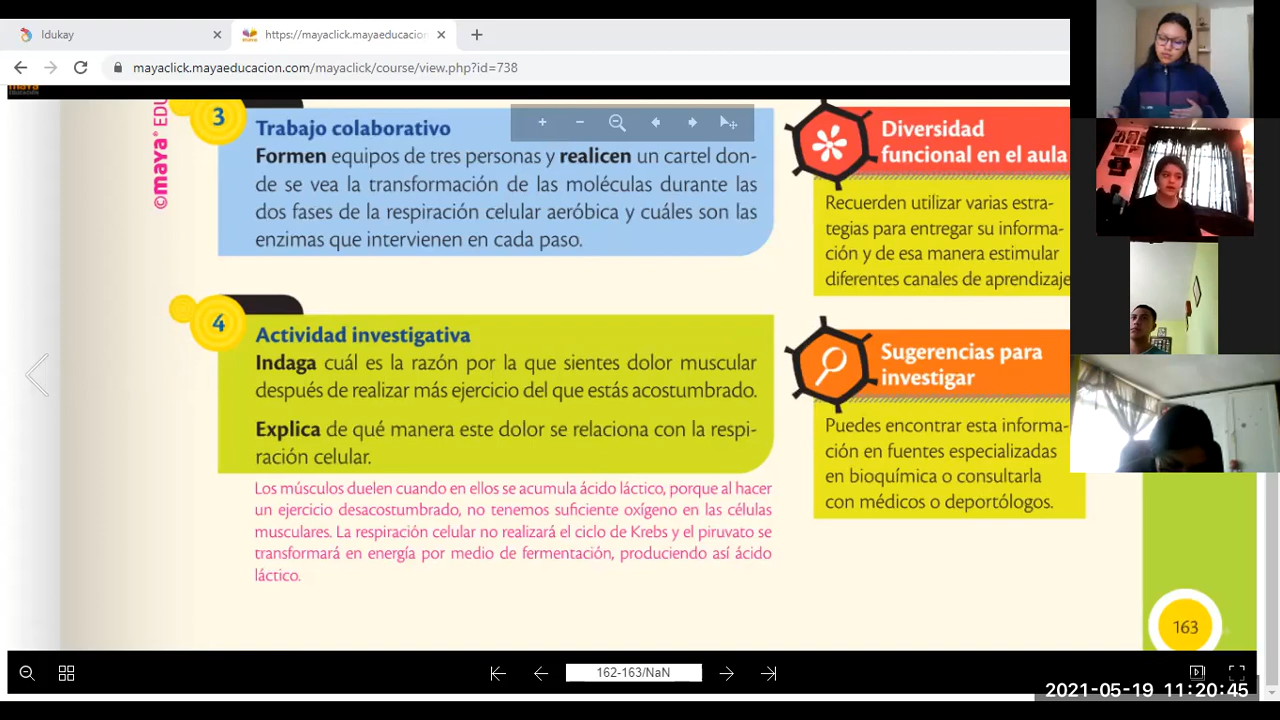 Idukay
https://mayaclick.mayaeducacion
mayaclick.mayaeducacion.com/mayaclick/course/view.php?id=738
EDUCACIÓN
©maya® EDU
3
Trabajo colaborativo
Formen equipos de tres personas y realicen un cartel don-
de se vea la transformación de las moléculas durante las
dos fases de la respiración celular aeróbica y cuáles son las
enzimas que intervienen en cada paso.
Diversidad
funcional en el aula
Recuerden utilizar varias estra-
tegias para entregar su informa-
ción y de esa manera estimular
diferentes canales de aprendizaje
4
Actividad investigativa
Indaga cuál es la razón por la que sientes dolor muscular
después de realizar más ejercicio del que estás acostumbrado.
Explica de qué manera este dolor se relaciona con la respi-
ración celular.
Los músculos duelen cuando en ellos se acumula ácido láctico, porque al hacer
un ejercicio desacostumbrado, no tenemos suficiente oxígeno en las células
musculares. La respiración celular no realizará el ciclo de Krebs y el piruvato se
transformará en energía por medio de fermentación, produciendo así ácido
láctico.
Sugerencias para
investigar
Puedes encontrar esta informa-
ción en fuentes especializadas
en bioquímica o consultarla
con médicos o deportólogos.
163
162-163/NaN
2021-05-19 11:20:45